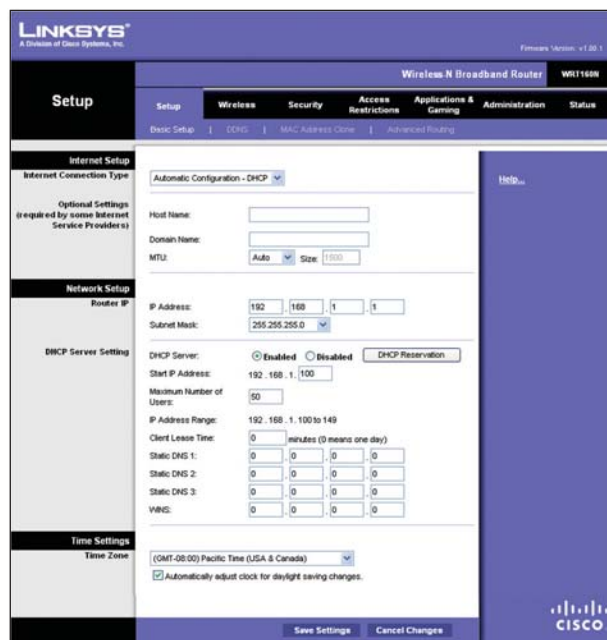 LINKSYS®
A Division of Cisco Systems, Inc.
Firmware Version: v1.00.1
Wireless-N Broadband Router WRT160N
Setup
Setup Wireless Security Access Restrictions Applications & Gaming Administration Status
Basic Setup | DDNS | MAC Address Clone | Advanced Routing
Internet Setup
Internet Connection Type
Automatic Configuration - DHCP
Help...
Optional Settings
(required by some Internet
Service Providers)
Host Name:
Domain Name:
MTU: Auto Size: 1500
Network Setup
Router IP
IP Address: 192 . 168 . 1 . 1
Subnet Mask: 255.255.255.0
DHCP Server Setting
DHCP Server: Enabled Disabled DHCP Reservation
Start IP Address: 192 . 168 . 1. 100
Maximum Number of
Users: 50
IP Address Range: 192 . 168 . 1. 100 to 149
Client Lease Time: 0 minutes (0 means one day)
Static DNS 1: 0 . 0 . 0 . 0
Static DNS 2: 0 . 0 . 0 . 0
Static DNS 3: 0 . 0 . 0 . 0
WINS: 0 . 0 . 0 . 0
Time Settings
Time Zone
(GMT-08:00) Pacific Time (USA & Canada)
Automatically adjust clock for daylight saving changes.
Save Settings Cancel Changes
CISCO